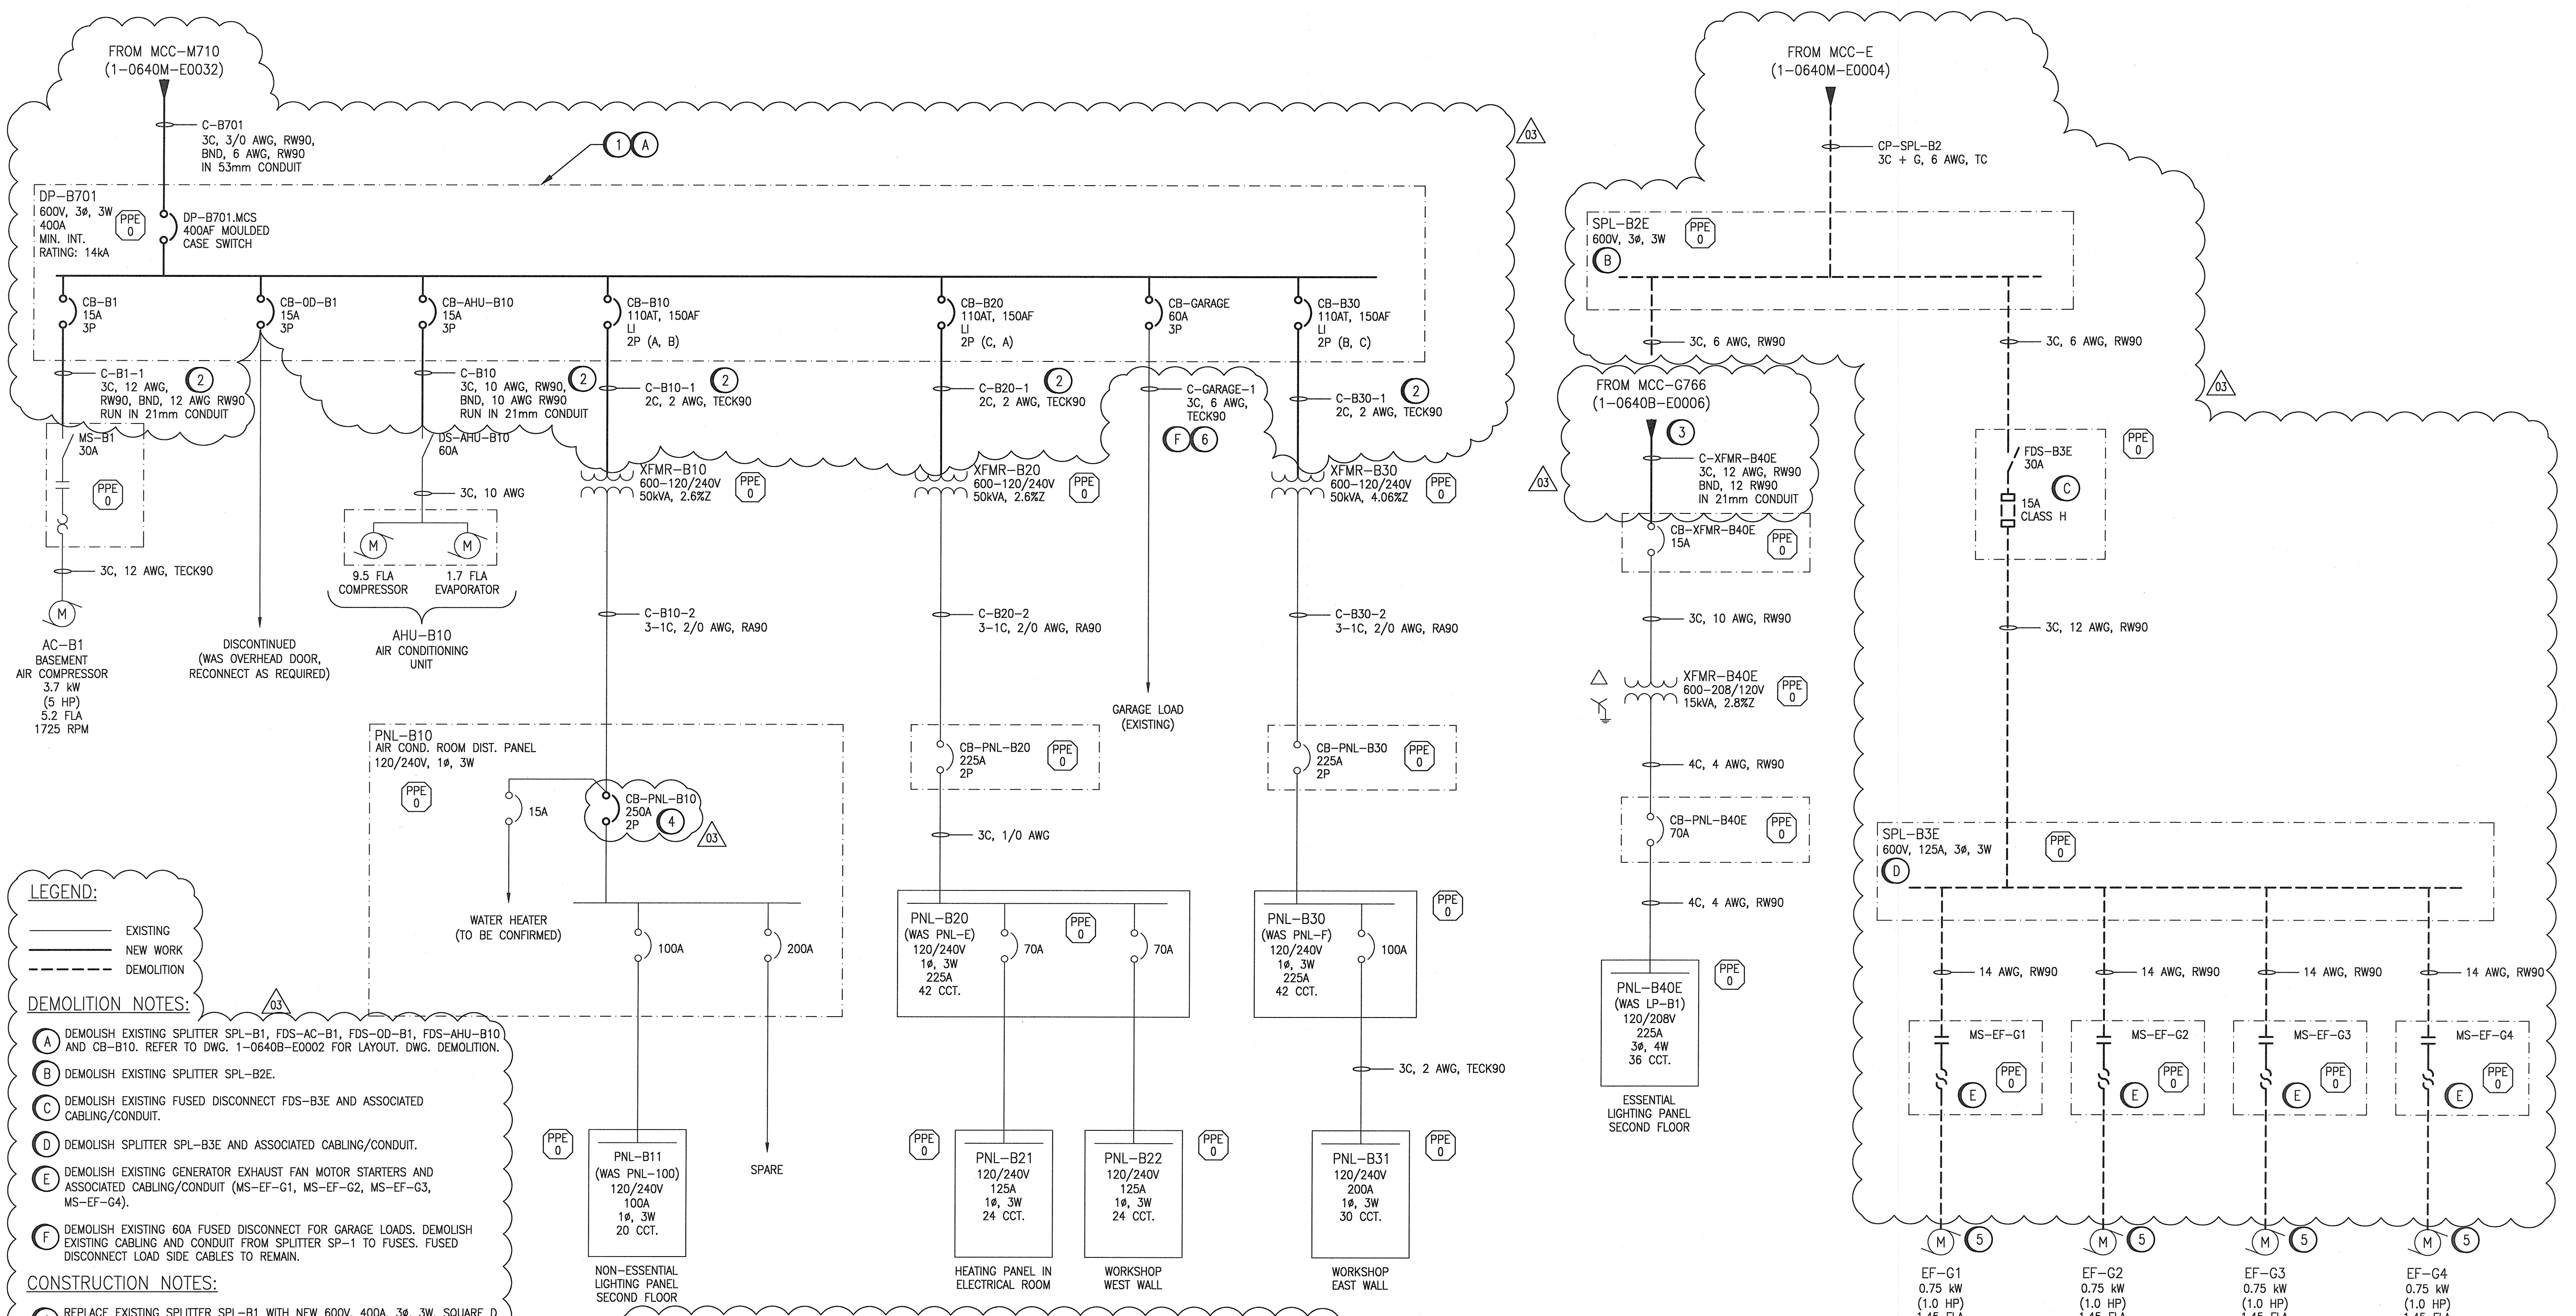 FROM MCC-M710
(1-0640M-E0032)
C-B701
3C, 3/0 AWG, RW90,
BND, 6 AWG, RW90
IN 53mm CONDUIT
1
A
03
DP-B701
600V, 3ø, 3W
400A
MIN. INT.
RATING: 14kA
PPE
0
DP-B701.MCS
400AF MOULDED
CASE SWITCH
CB-B1
15A
3P
CB-OD-B1
15A
3P
CB-AHU-B10
15A
3P
CB-B10
110AT, 150AF
LI
2P (A, B)
CB-B20
110AT, 150AF
LI
2P (C, A)
CB-GARAGE
60A
3P
CB-B30
110AT, 150AF
LI
2P (B, C)
C-B1-1
3C, 12 AWG,
RW90, BND, 12 AWG RW90
RUN IN 21mm CONDUIT
2
C-B10
3C, 10 AWG, RW90,
BND, 10 AWG RW90
RUN IN 21mm CONDUIT
2
C-B10-1
2C, 2 AWG, TECK90
2
C-B20-1
2C, 2 AWG, TECK90
2
C-GARAGE-1
3C, 6 AWG,
TECK90
F
6
C-B30-1
2C, 2 AWG, TECK90
2
MS-B1
30A
PPE
0
3C, 12 AWG, TECK90
M
AC-B1
BASEMENT
AIR COMPRESSOR
3.7 kW
(5 HP)
5.2 FLA
1725 RPM
DISCONTINUED
(WAS OVERHEAD DOOR,
RECONNECT AS REQUIRED)
DS-AHU-B10
60A
3C, 10 AWG
M
M
9.5 FLA
COMPRESSOR
1.7 FLA
EVAPORATOR
AHU-B10
AIR CONDITIONING
UNIT
XFMR-B10
600-120/240V
50kVA, 2.6%Z
PPE
0
XFMR-B20
600-120/240V
50kVA, 2.6%Z
PPE
0
XFMR-B30
600-120/240V
50kVA, 4.06%Z
PPE
0
C-B10-2
3-1C, 2/0 AWG, RA90
C-B20-2
3-1C, 2/0 AWG, RA90
C-B30-2
3-1C, 2/0 AWG, RA90
GARAGE LOAD
(EXISTING)
PNL-B10
AIR COND. ROOM DIST. PANEL
120/240V, 1ø, 3W
PPE
0
15A
CB-PNL-B10
250A
2P
4
03
WATER HEATER
(TO BE CONFIRMED)
100A
200A
PPE
0
PNL-B11
(WAS PNL-100)
120/240V
100A
1ø, 3W
20 CCT.
NON-ESSENTIAL
LIGHTING PANEL
SECOND FLOOR
SPARE
CB-PNL-B20
225A
2P
PPE
0
3C, 1/0 AWG
PNL-B20
(WAS PNL-E)
120/240V
1ø, 3W
225A
42 CCT.
70A
PPE
0
70A
PPE
0
PNL-B21
120/240V
125A
1ø, 3W
24 CCT.
HEATING PANEL IN
ELECTRICAL ROOM
PNL-B22
120/240V
125A
1ø, 3W
24 CCT.
PPE
0
WORKSHOP
WEST WALL
CB-PNL-B30
225A
2P
PPE
0
PNL-B30
(WAS PNL-F)
120/240V
1ø, 3W
225A
42 CCT.
100A
PPE
0
3C, 2 AWG, TECK90
PNL-B31
120/240V
200A
1ø, 3W
30 CCT.
PPE
0
WORKSHOP
EAST WALL
FROM MCC-E
(1-0640M-E0004)
CP-SPL-B2
3C + G, 6 AWG, TC
SPL-B2E
600V, 3ø, 3W
PPE
0
B
3C, 6 AWG, RW90
3C, 6 AWG, RW90
03
FROM MCC-G766
(1-0640B-E0006)
3
C-XFMR-B40E
3C, 12 AWG, RW90
BND, 12 RW90
IN 21mm CONDUIT
03
CB-XFMR-B40E
15A
PPE
0
3C, 10 AWG, RW90
XFMR-B40E
600-208/120V
15kVA, 2.8%Z
PPE
0
4C, 4 AWG, RW90
CB-PNL-B40E
70A
PPE
0
4C, 4 AWG, RW90
PNL-B40E
(WAS LP-B1)
120/208V
225A
3ø, 4W
36 CCT.
PPE
0
ESSENTIAL
LIGHTING PANEL
SECOND FLOOR
FDS-B3E
30A
C
15A
CLASS H
PPE
0
3C, 12 AWG, RW90
SPL-B3E
600V, 125A, 3ø, 3W
D
PPE
0
14 AWG, RW90
14 AWG, RW90
14 AWG, RW90
14 AWG, RW90
MS-EF-G1
PPE
0
E
MS-EF-G2
PPE
0
E
MS-EF-G3
PPE
0
E
MS-EF-G4
PPE
0
E
M
5
M
5
M
5
M
5
EF-G1
0.75 kW
(1.0 HP)
1.45 FLA
EF-G2
0.75 kW
(1.0 HP)
1.45 FLA
EF-G3
0.75 kW
(1.0 HP)
1.45 FLA
EF-G4
0.75 kW
(1.0 HP)
1.45 FLA
LEGEND:
EXISTING
NEW WORK
DEMOLITION
03
DEMOLITION NOTES:
A DEMOLISH EXISTING SPLITTER SPL-B1, FDS-AC-B1, FDS-OD-B1, FDS-AHU-B10
AND CB-B10. REFER TO DWG. 1-0640B-E0002 FOR LAYOUT. DWG. DEMOLITION.
B DEMOLISH EXISTING SPLITTER SPL-B2E.
C DEMOLISH EXISTING FUSED DISCONNECT FDS-B3E AND ASSOCIATED
CABLING/CONDUIT.
D DEMOLISH SPLITTER SPL-B3E AND ASSOCIATED CABLING/CONDUIT.
E DEMOLISH EXISTING GENERATOR EXHAUST FAN MOTOR STARTERS AND
ASSOCIATED CABLING/CONDUIT (MS-EF-G1, MS-EF-G2, MS-EF-G3,
MS-EF-G4).
F DEMOLISH EXISTING 60A FUSED DISCONNECT FOR GARAGE LOADS. DEMOLISH
EXISTING CABLING AND CONDUIT FROM SPLITTER SP-1 TO FUSES. FUSED
DISCONNECT LOAD SIDE CABLES TO REMAIN.
CONSTRUCTION NOTES:
REPLACE EXISTING SPLITTER SPL-B1 WITH NEW 600V, 400A, 3ø, 3W, SQUARE D